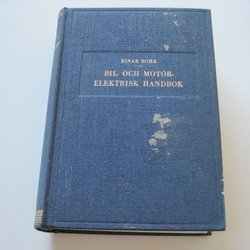 EINAR BOHR
BIL- OCH MOTOR-
ELEKTRISK HANDBOK